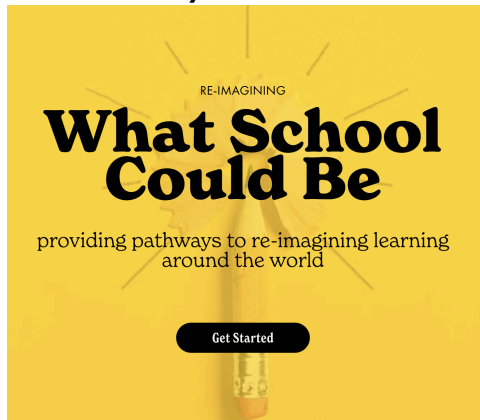 RE-IMAGINING
What School
Could Be
providing pathways to re-imagining learning
around the world
Get Started